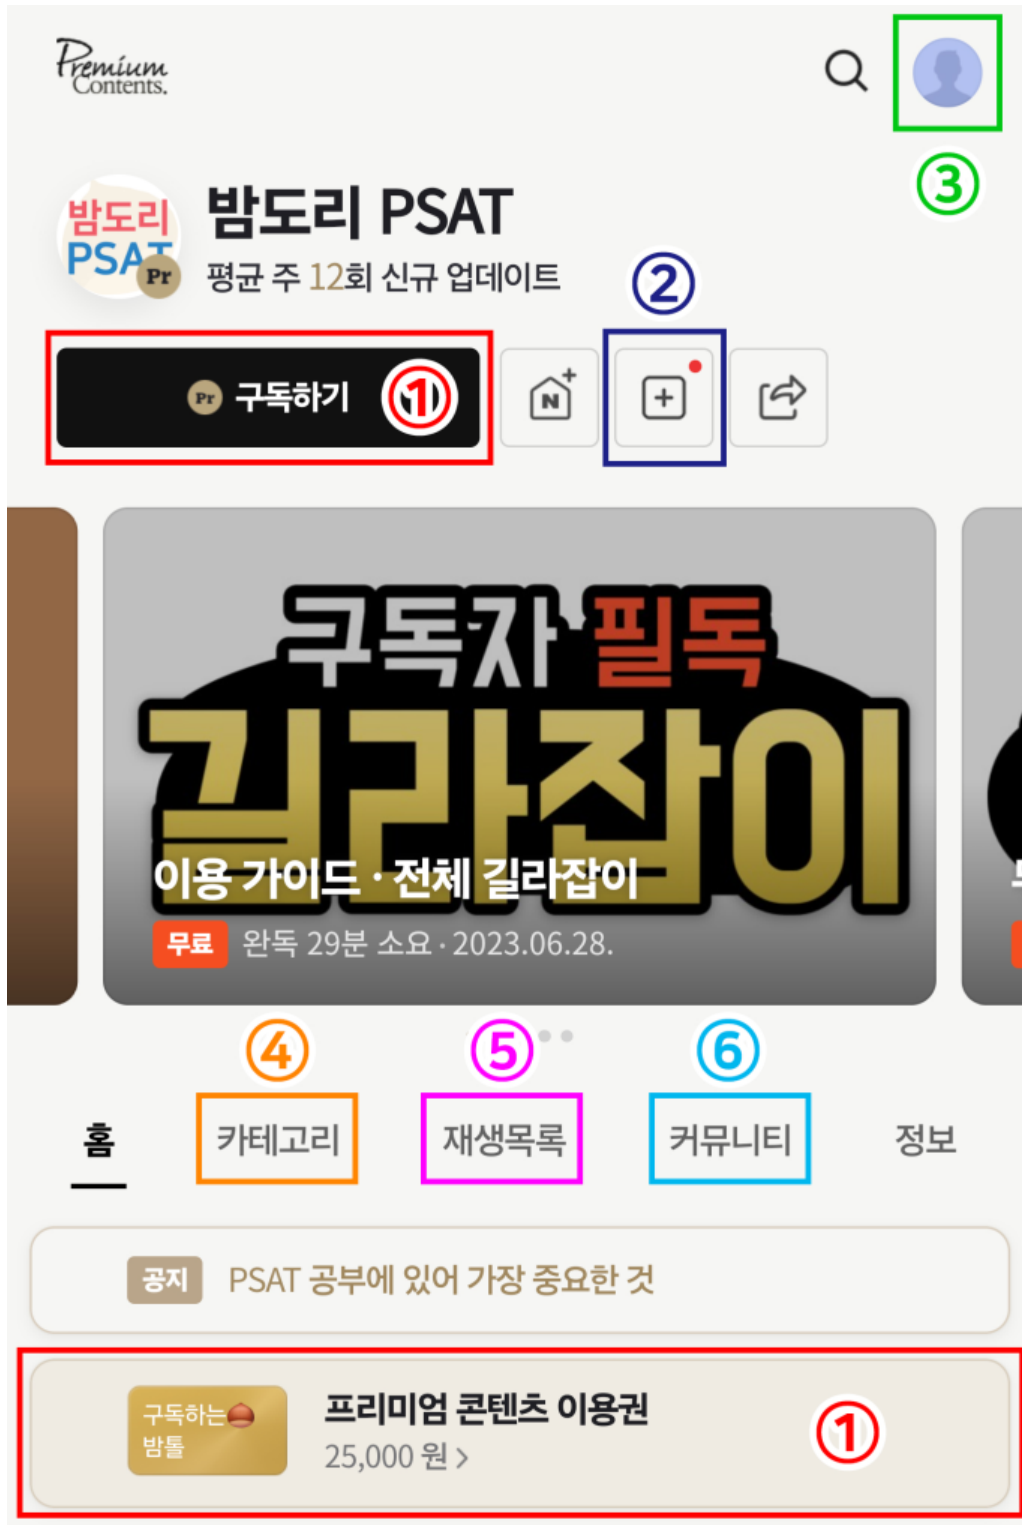 Premium
Contents.
③
밤도리
PSAT
Pr
밤도리 PSAT
평균 주 12회 신규 업데이트
②
Pr 구독하기 ①
N
구독자 필독
길라잡이
이용 가이드 · 전체 길라잡이
무료 완독 29분 소요 · 2023.06.28.
④ ⑤ ⑥
홈 카테고리 재생목록 커뮤니티 정보
공지 PSAT 공부에 있어 가장 중요한 것
구독하는
밤톨
프리미엄 콘텐츠 이용권
25,000 원 >
①